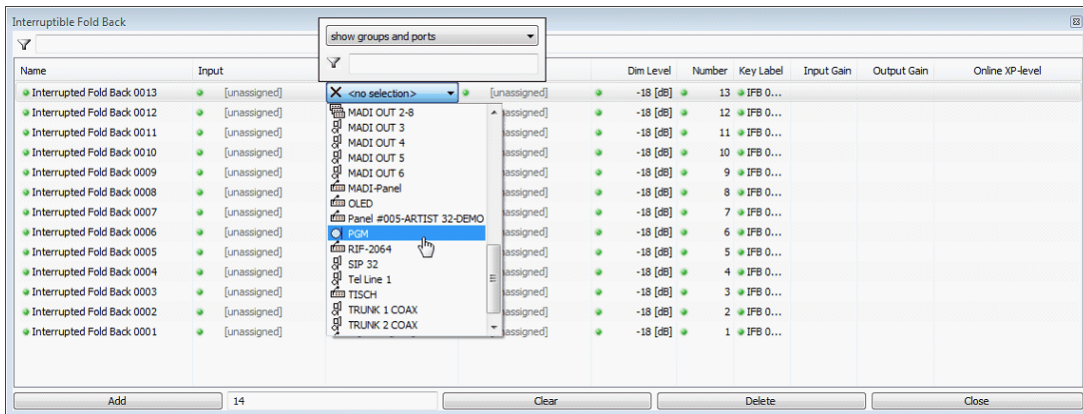 Interruptible Fold Back
show groups and ports
Name Input Dim Level Number Key Label Input Gain Output Gain Online XP-level
Interrupted Fold Back 0013 [unassigned] <no selection> [unassigned] -18 [dB] 13 IFB 0...
Interrupted Fold Back 0012 [unassigned] MADI OUT 2-8 -18 [dB] 12 IFB 0...
MADI OUT 3
Interrupted Fold Back 0011 [unassigned] MADI OUT 4 -18 [dB] 11 IFB 0...
Interrupted Fold Back 0010 [unassigned] MADI OUT 5 -18 [dB] 10 IFB 0...
Interrupted Fold Back 0009 [unassigned] MADI OUT 6 -18 [dB] 9 IFB 0...
Interrupted Fold Back 0008 [unassigned] MADI-Panel -18 [dB] 8 IFB 0...
OLED
Interrupted Fold Back 0007 [unassigned] Panel #005-ARTIST 32-DEMO -18 [dB] 7 IFB 0...
Interrupted Fold Back 0006 [unassigned] PGM -18 [dB] 6 IFB 0...
Interrupted Fold Back 0005 [unassigned] RIF-2064 -18 [dB] 5 IFB 0...
SIP 32
Interrupted Fold Back 0004 [unassigned] Tel Line 1 -18 [dB] 4 IFB 0...
Interrupted Fold Back 0003 [unassigned] TISCH -18 [dB] 3 IFB 0...
Interrupted Fold Back 0002 [unassigned] TRUNK 1 COAX -18 [dB] 2 IFB 0...
Interrupted Fold Back 0001 [unassigned] TRUNK 2 COAX -18 [dB] 1 IFB 0...
Add 14 Clear Delete Close